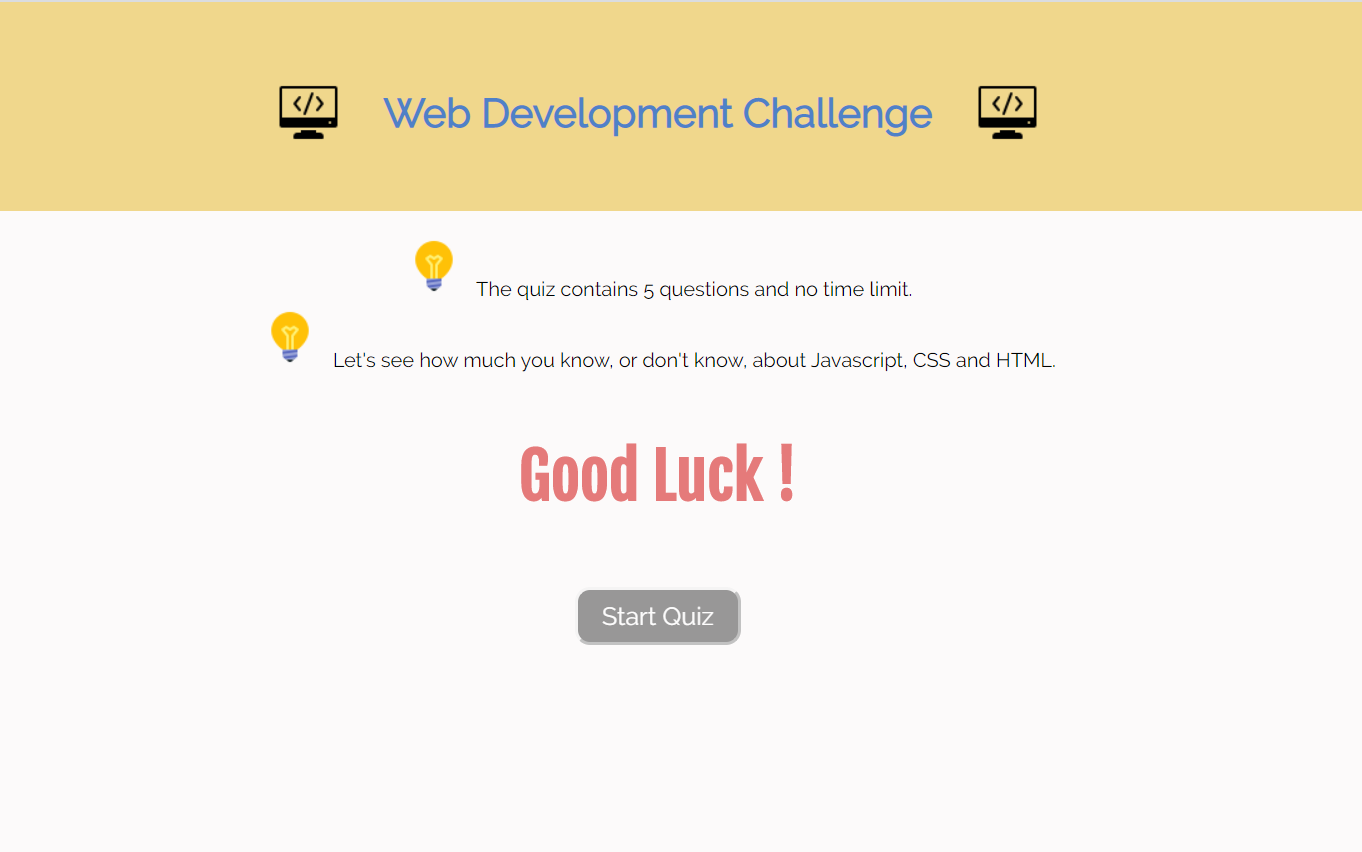 Web Development Challenge
The quiz contains 5 questions and no time limit.
Let's see how much you know, or don't know, about Javascript, CSS and HTML.
Good Luck !
Start Quiz